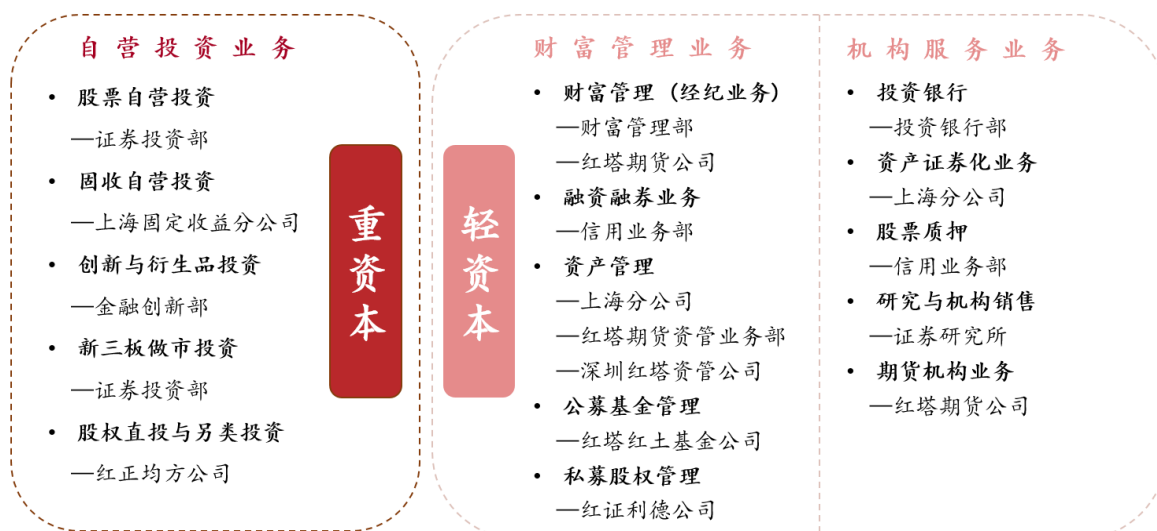 自营投资业务
• 股票自营投资
—证券投资部
• 固收自营投资
—上海固定收益分公司
• 创新与衍生品投资
—金融创新部
• 新三板做市投资
—证券投资部
• 股权直投与另类投资
—红正均方公司
重资本
轻资本
财富管理业务
• 财富管理（经纪业务）
—财富管理部
—红塔期货公司
• 融资融券业务
—信用业务部
• 资产管理
—上海分公司
—红塔期货资管业务部
—深圳红塔资管公司
• 公募基金管理
—红塔红土基金公司
• 私募股权管理
—红证利德公司
机构服务业务
• 投资银行
—投资银行部
• 资产证券化业务
—上海分公司
• 股票质押
—信用业务部
• 研究与机构销售
—证券研究所
• 期货机构业务
—红塔期货公司